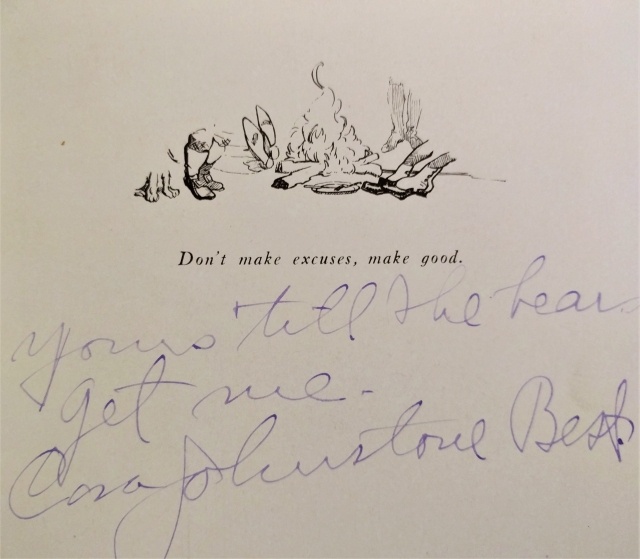 Don't make excuses, make good.
yours 'till the bears
get me.
Cora Johnstone Best.